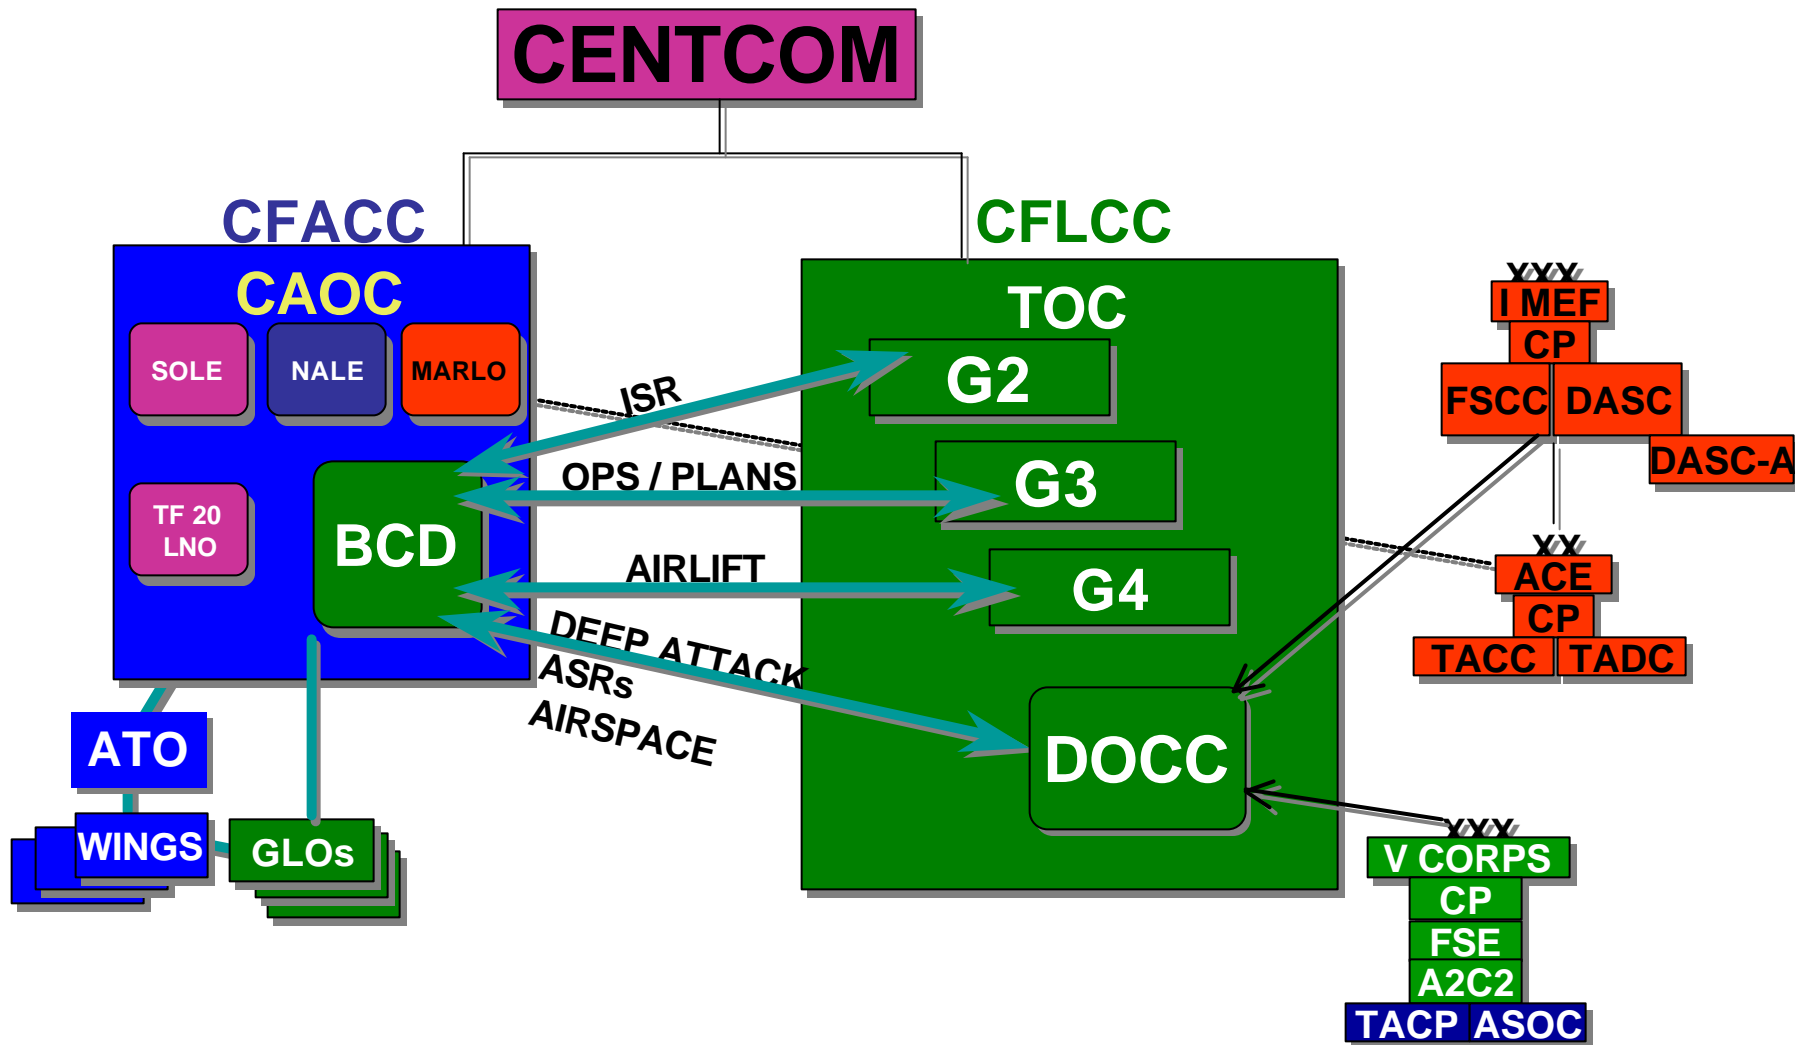 CENTCOM
CFACC
CFLCC
CAOC
TOC
SOLE
NALE
MARLO
TF 20
LNO
BCD
ISR
OPS / PLANS
AIRLIFT
DEEP ATTACK
ASRs
AIRSPACE
G2
G3
G4
DOCC
ATO
WINGS
GLOs
XXX
I MEF
CP
FSCC
DASC
DASC-A
XX
ACE
CP
TACC
TADC
XXX
V CORPS
CP
FSE
A2C2
TACP
ASOC